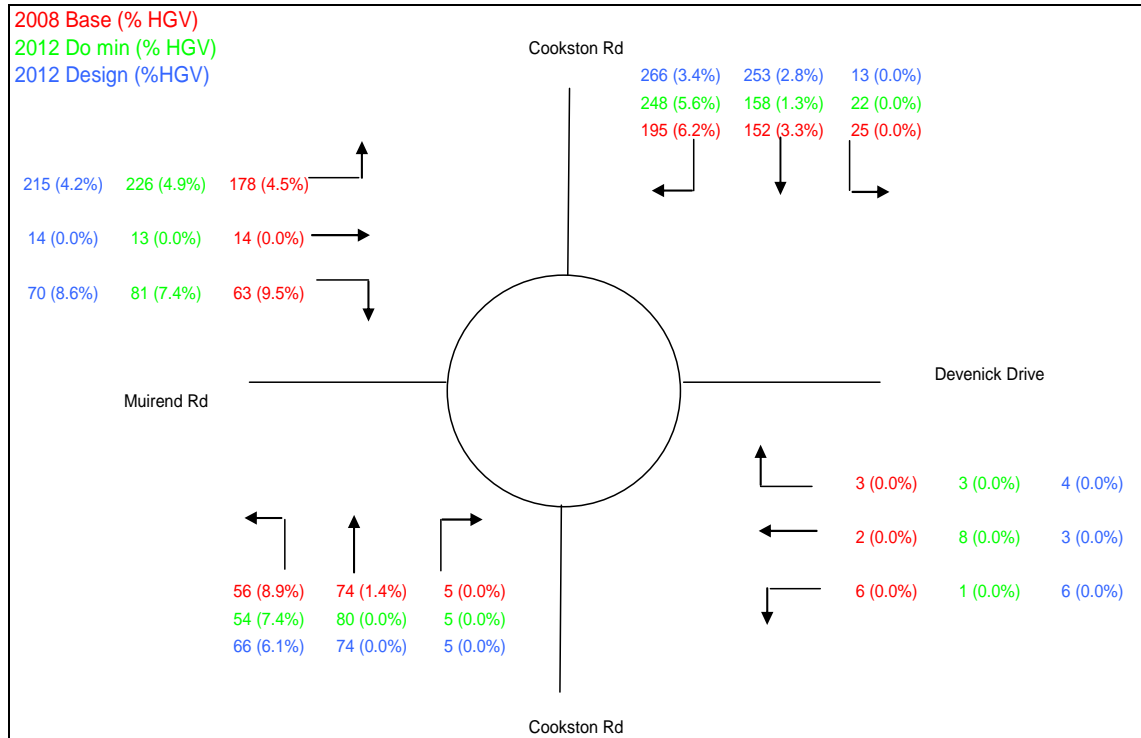 2008 Base (% HGV)
2012 Do min (% HGV)
2012 Design (%HGV)
Cookston Rd
266 (3.4%) 253 (2.8%) 13 (0.0%)
248 (5.6%) 158 (1.3%) 22 (0.0%)
195 (6.2%) 152 (3.3%) 25 (0.0%)
215 (4.2%) 226 (4.9%) 178 (4.5%)
14 (0.0%) 13 (0.0%) 14 (0.0%)
70 (8.6%) 81 (7.4%) 63 (9.5%)
Muirend Rd
Devenick Drive
3 (0.0%) 3 (0.0%) 4 (0.0%)
2 (0.0%) 8 (0.0%) 3 (0.0%)
6 (0.0%) 1 (0.0%) 6 (0.0%)
56 (8.9%) 74 (1.4%) 5 (0.0%)
54 (7.4%) 80 (0.0%) 5 (0.0%)
66 (6.1%) 74 (0.0%) 5 (0.0%)
Cookston Rd